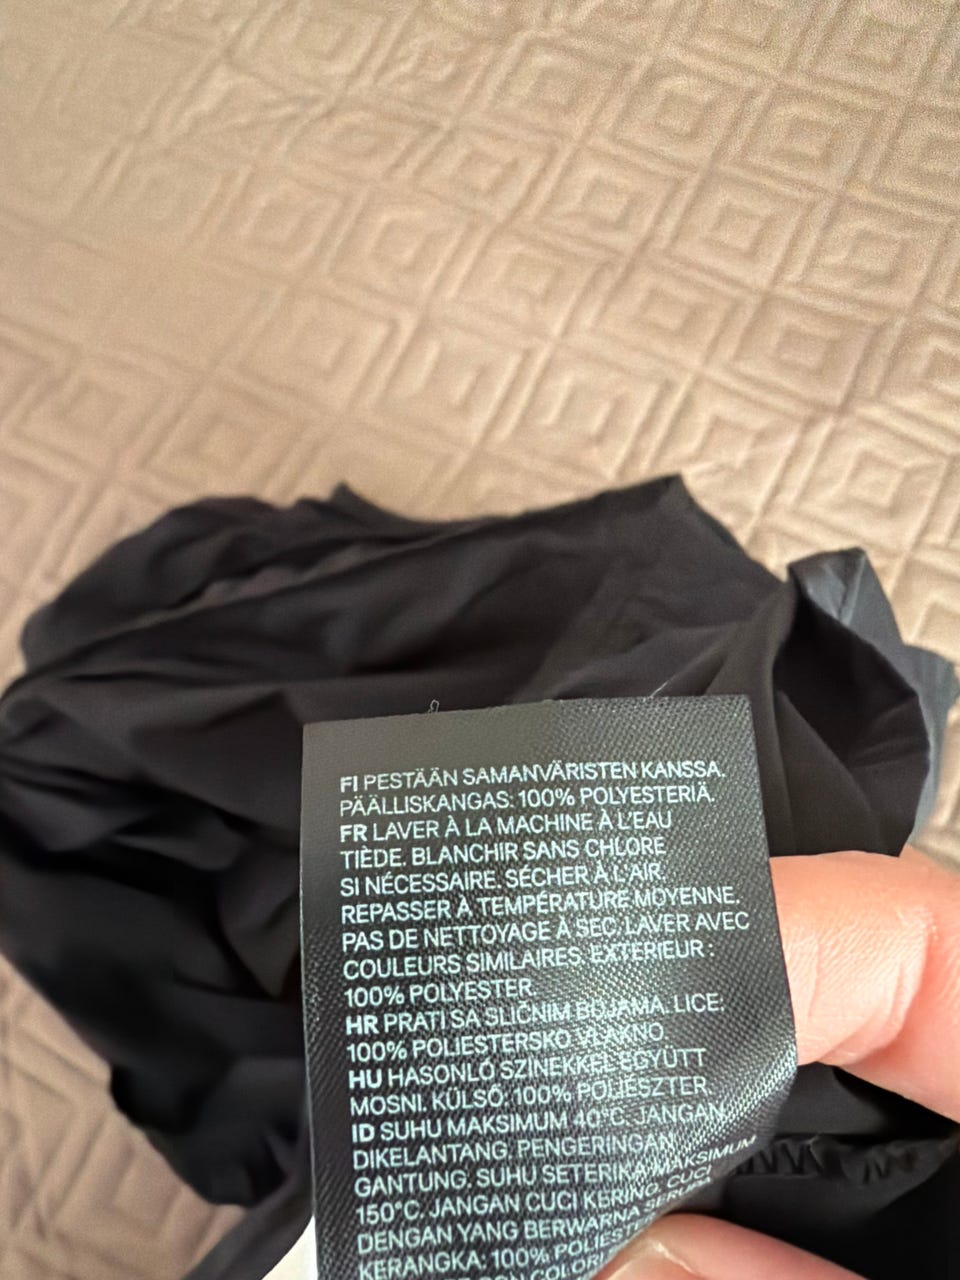 FI PESTÄÄN SAMANVÄRISTEN KANSSA.
PÄÄLLISKANGAS: 100% POLYESTERIÄ.
FR LAVER À LA MACHINE À L'EAU
TIÈDE. BLANCHIR SANS CHLORE
SI NÉCESSAIRE. SÉCHER À L'AIR.
REPASSER À TEMPÉRATURE MOYENNE.
PAS DE NETTOYAGE À SEC. LAVER AVEC
COULEURS SIMILAIRES. EXTERIEUR :
100% POLYESTER
HR PRATI SA SLIČNIM BOJAMA. LICE.
100% POLIESTERSKO VLAKNO
HU HASONLÓ SZINEKKEL EGYÜTT
MOSNI. KÜLSŐ: 100% POLIÉSZTER
ID SUHU MAKSIMUM 40°C. JANGAN
DIKELANTANG. PENGERINGAN
GANTUNG. SUHU SETERIKA MAKSIMUM
150°C. JANGAN CUCI KERING. CUCI
DENGAN YANG BERWARNA
KERANGKA: 100%